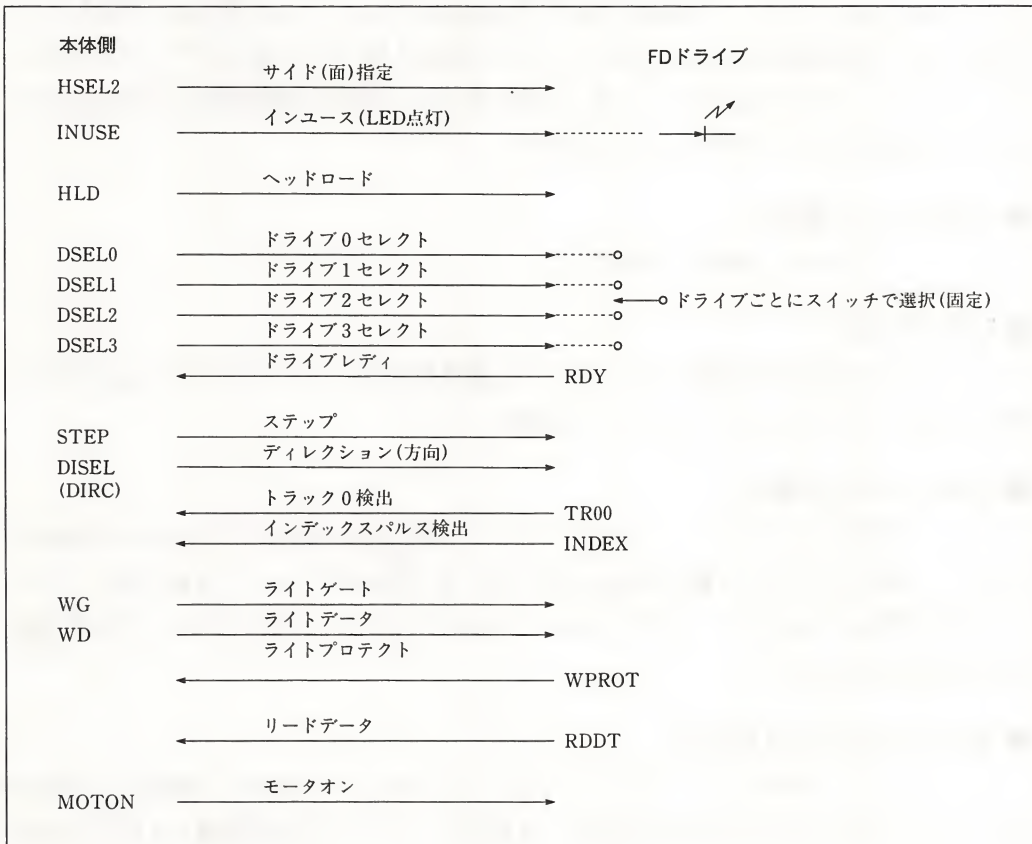 本体側
FDドライブ
HSEL2 サイド(面)指定
INUSE インユース(LED点灯)
HLD ヘッドロード
DSEL0 ドライブ0セレクト
DSEL1 ドライブ1セレクト
DSEL2 ドライブ2セレクト
ドライブごとにスイッチで選択(固定)
DSEL3 ドライブ3セレクト
ドライブレディ RDY
STEP ステップ
DISEL ディレクション(方向)
(DIRC)
トラック0検出 TR00
インデックスパルス検出 INDEX
WG ライトゲート
WD ライトデータ
ライトプロテクト
WPROT
リードデータ RDDT
MOTON モータオン